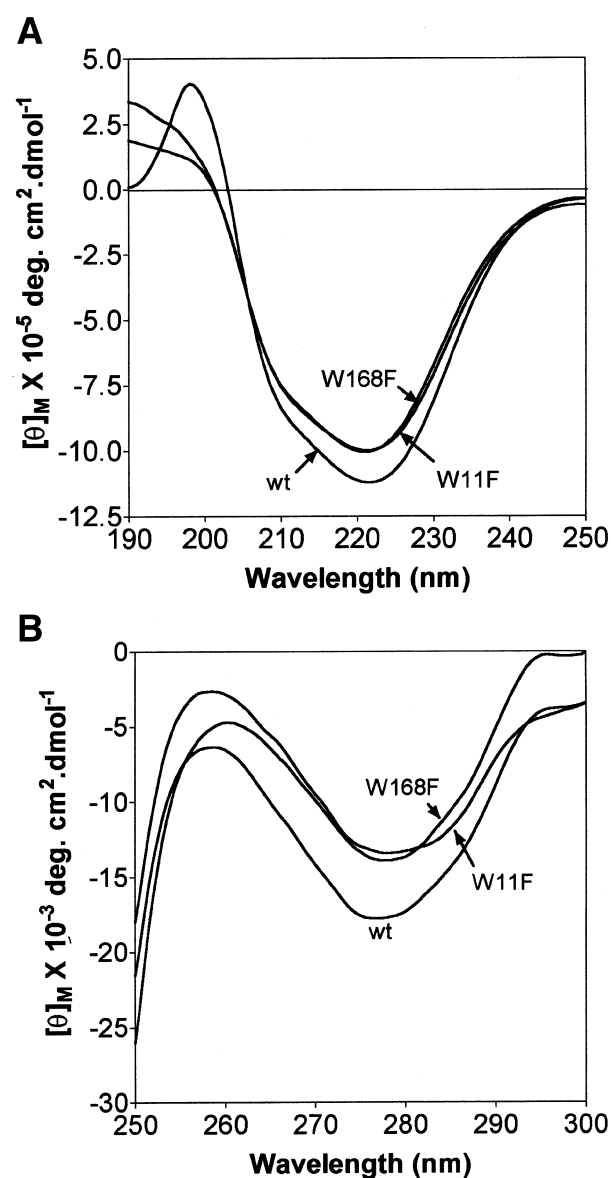 A
[θ]M X 10-5 deg. cm2.dmol-1
5.0
2.5
0.0
-2.5
-5.0
-7.5
-10.0
-12.5
W168F
wt
W11F
190 200 210 220 230 240 250
Wavelength (nm)
B
[θ]M X 10-3 deg. cm2.dmol-1
0
-5
-10
-15
-20
-25
-30
W168F
W11F
wt
250 260 270 280 290 300
Wavelength (nm)